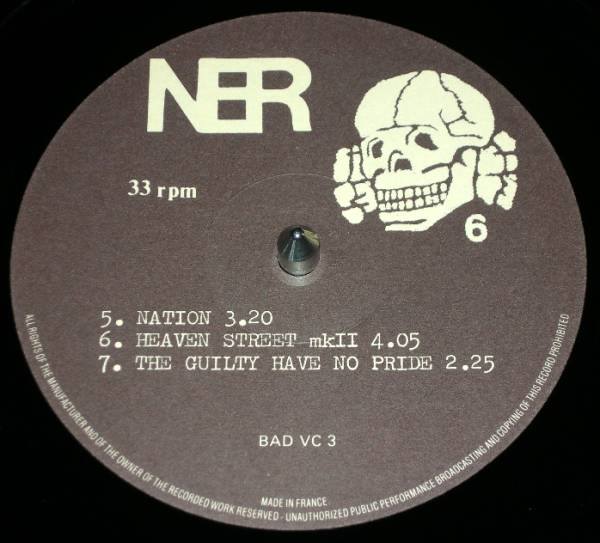 NER
33 rpm
6
5. NATION 3.20
6. HEAVEN STREET mkII 4.05
7. THE GUILTY HAVE NO PRIDE 2.25
BAD VC 3
MADE IN FRANCE
ALL RIGHTS OF THE MANUFACTURER AND OF THE OWNER OF THE RECORDED WORK RESERVED - UNAUTHORIZED PUBLIC PERFORMANCE BROADCASTING AND COPYING OF THIS RECORD PROHIBITED